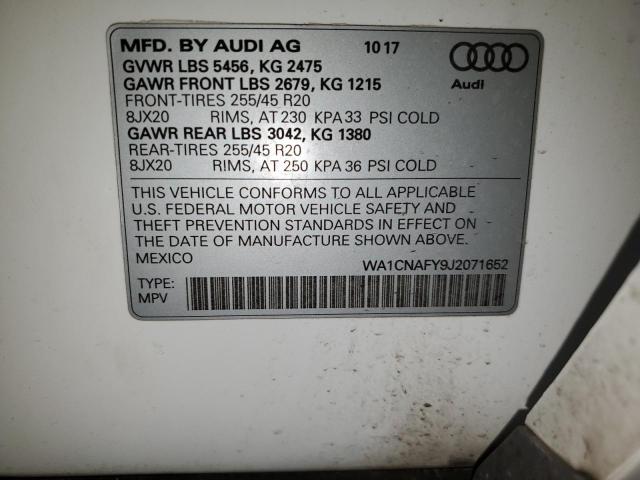 MFD. BY AUDI AG 10 17
GVWR LBS 5456, KG 2475
GAWR FRONT LBS 2679, KG 1215
Audi
FRONT-TIRES 255/45 R20
8JX20 RIMS, AT 230 KPA 33 PSI COLD
GAWR REAR LBS 3042, KG 1380
REAR-TIRES 255/45 R20
8JX20 RIMS, AT 250 KPA 36 PSI COLD
THIS VEHICLE CONFORMS TO ALL APPLICABLE
U.S. FEDERAL MOTOR VEHICLE SAFETY AND
THEFT PREVENTION STANDARDS IN EFFECT ON
THE DATE OF MANUFACTURE SHOWN ABOVE.
MEXICO WA1CNAFY9J2071652
TYPE:
MPV